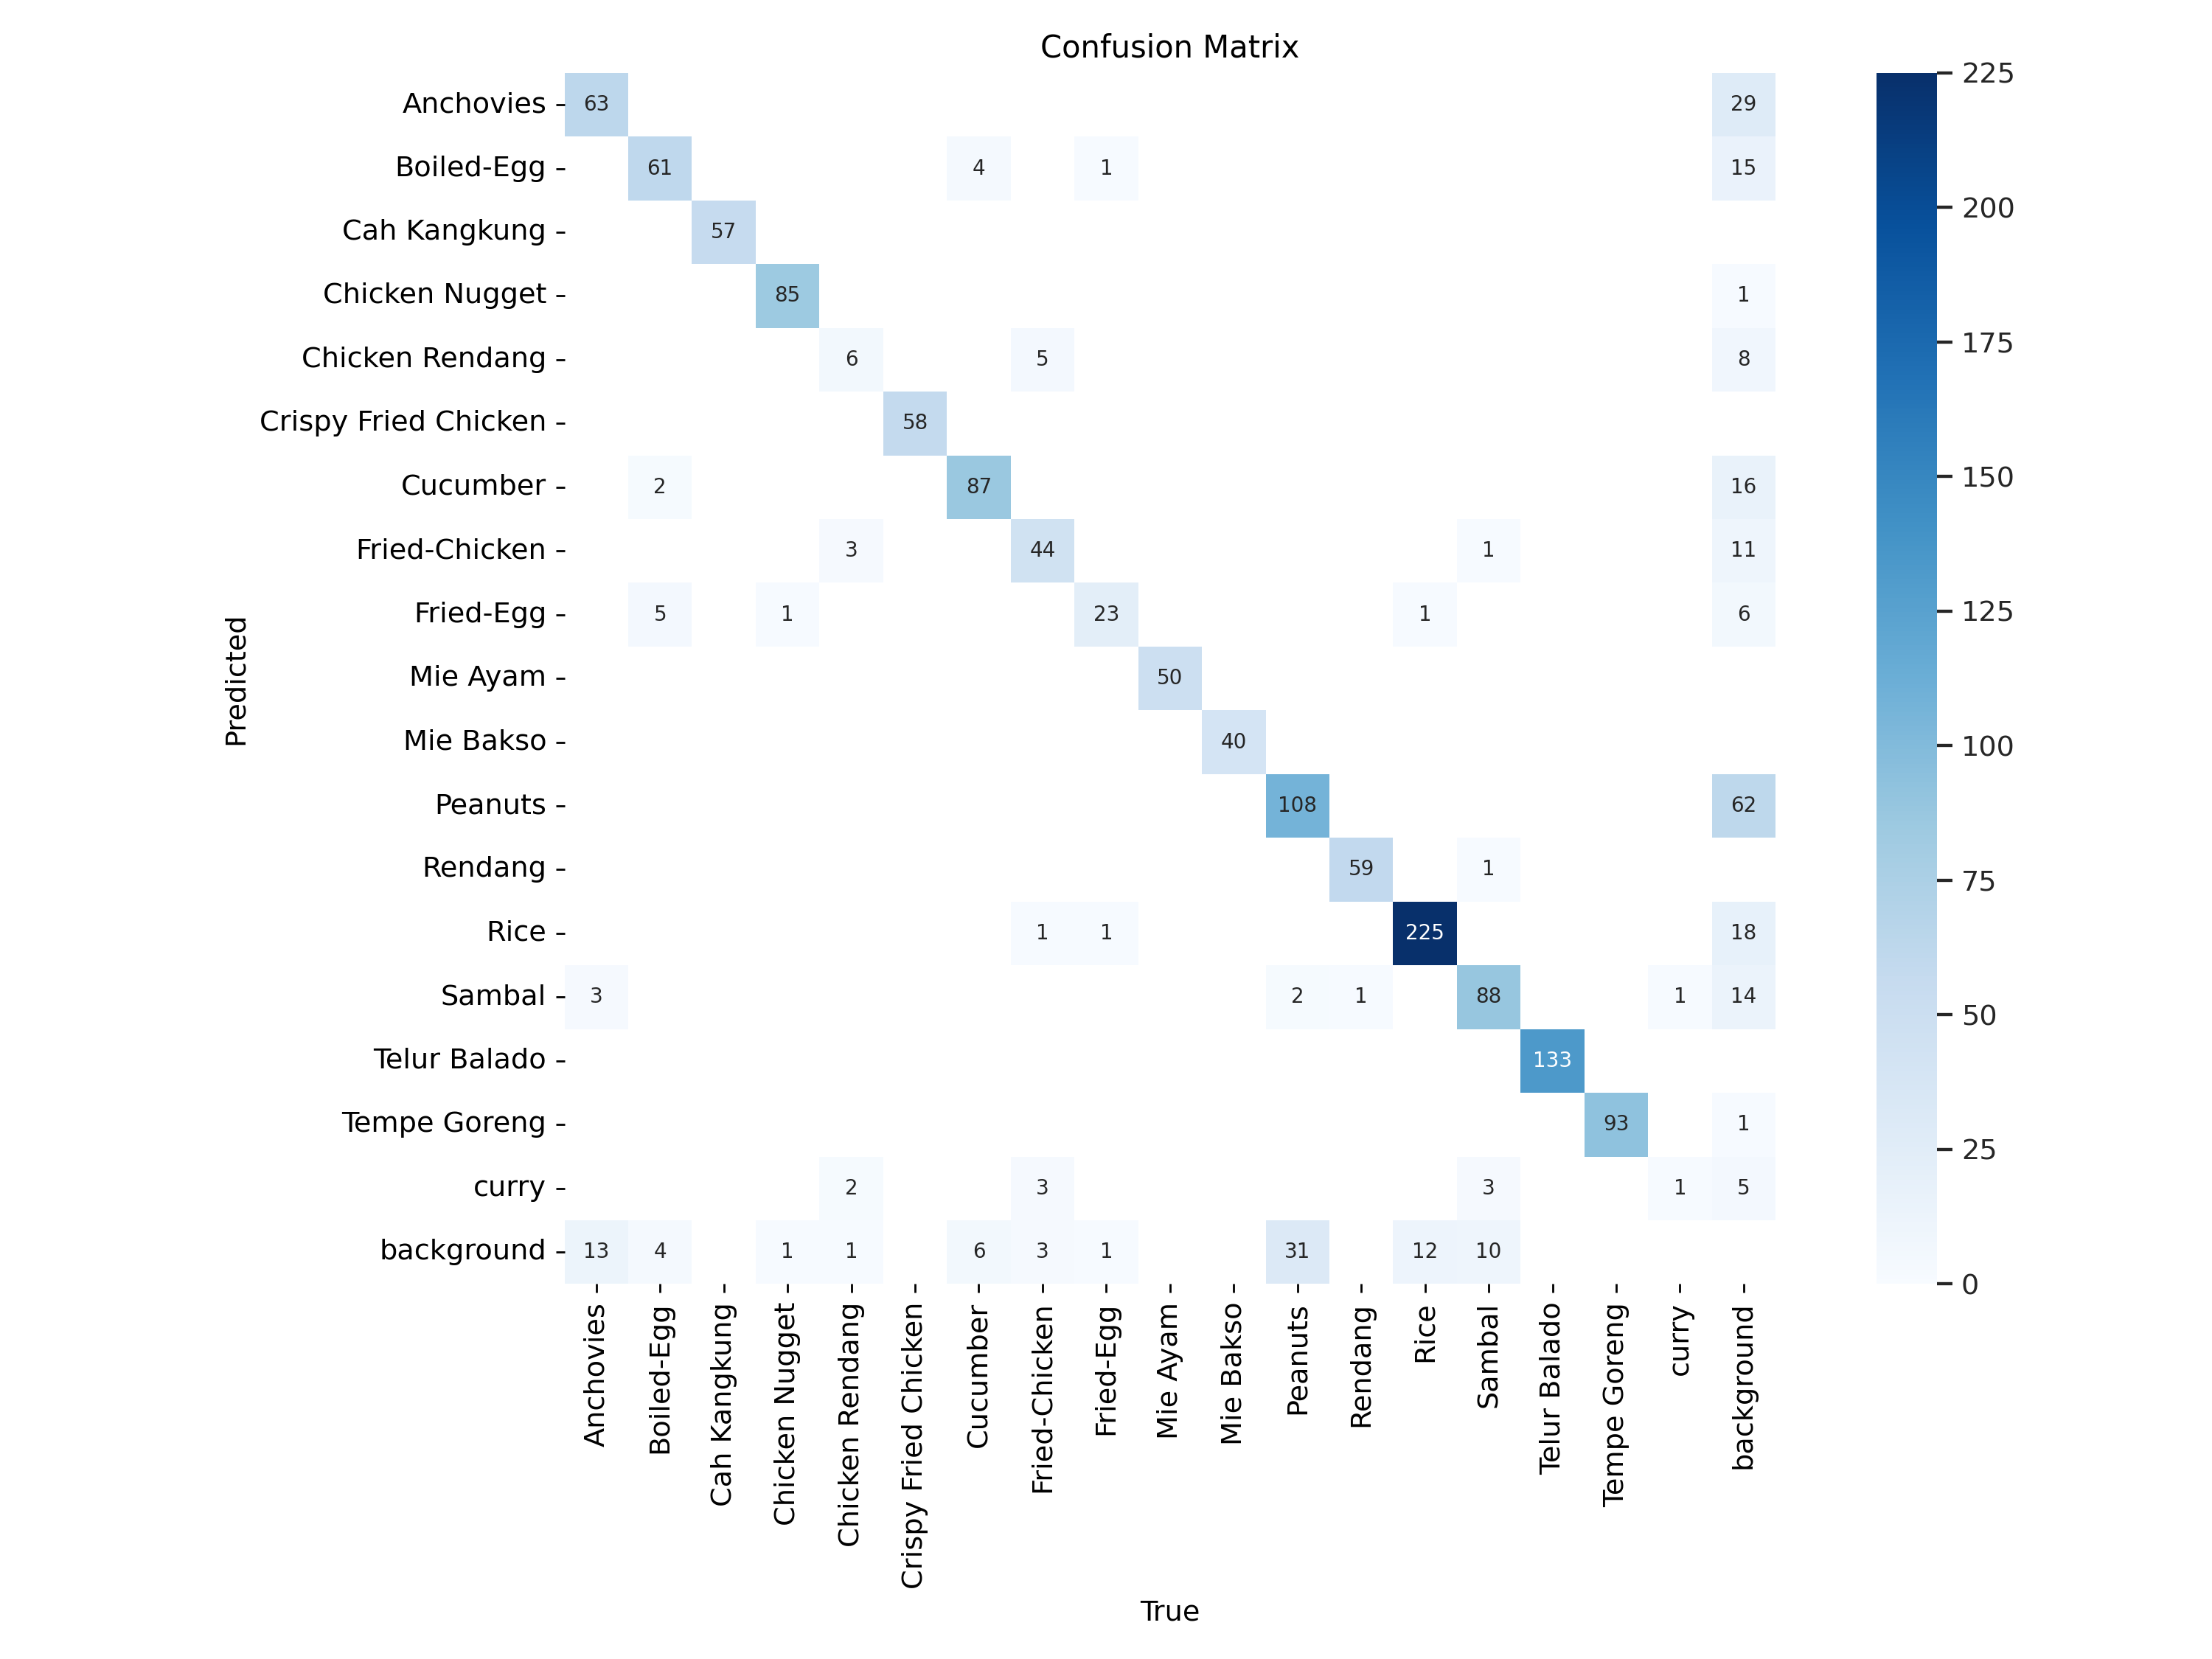 Confusion Matrix
Anchovies 63 29
Boiled-Egg 61 4 1 15
Cah Kangkung 57
Chicken Nugget 85 1
Chicken Rendang 6 5 8
Crispy Fried Chicken 58
Cucumber 2 87 16
Fried-Chicken 3 44 1 11
Fried-Egg 5 1 23 1 6
Mie Ayam 50
Mie Bakso 40
Peanuts 108 62
Rendang 59 1
Rice 1 1 225 18
Sambal 3 2 1 88 1 14
Telur Balado 133
Tempe Goreng 93 1
curry 2 3 3 1 5
background 13 4 1 1 6 3 1 31 12 10
Predicted
Anchovies
Boiled-Egg
Cah Kangkung
Chicken Nugget
Chicken Rendang
Crispy Fried Chicken
Cucumber
Fried-Chicken
Fried-Egg
Mie Ayam
Mie Bakso
Peanuts
Rendang
Rice
Sambal
Telur Balado
Tempe Goreng
curry
background
True
225
200
175
150
125
100
75
50
25
0